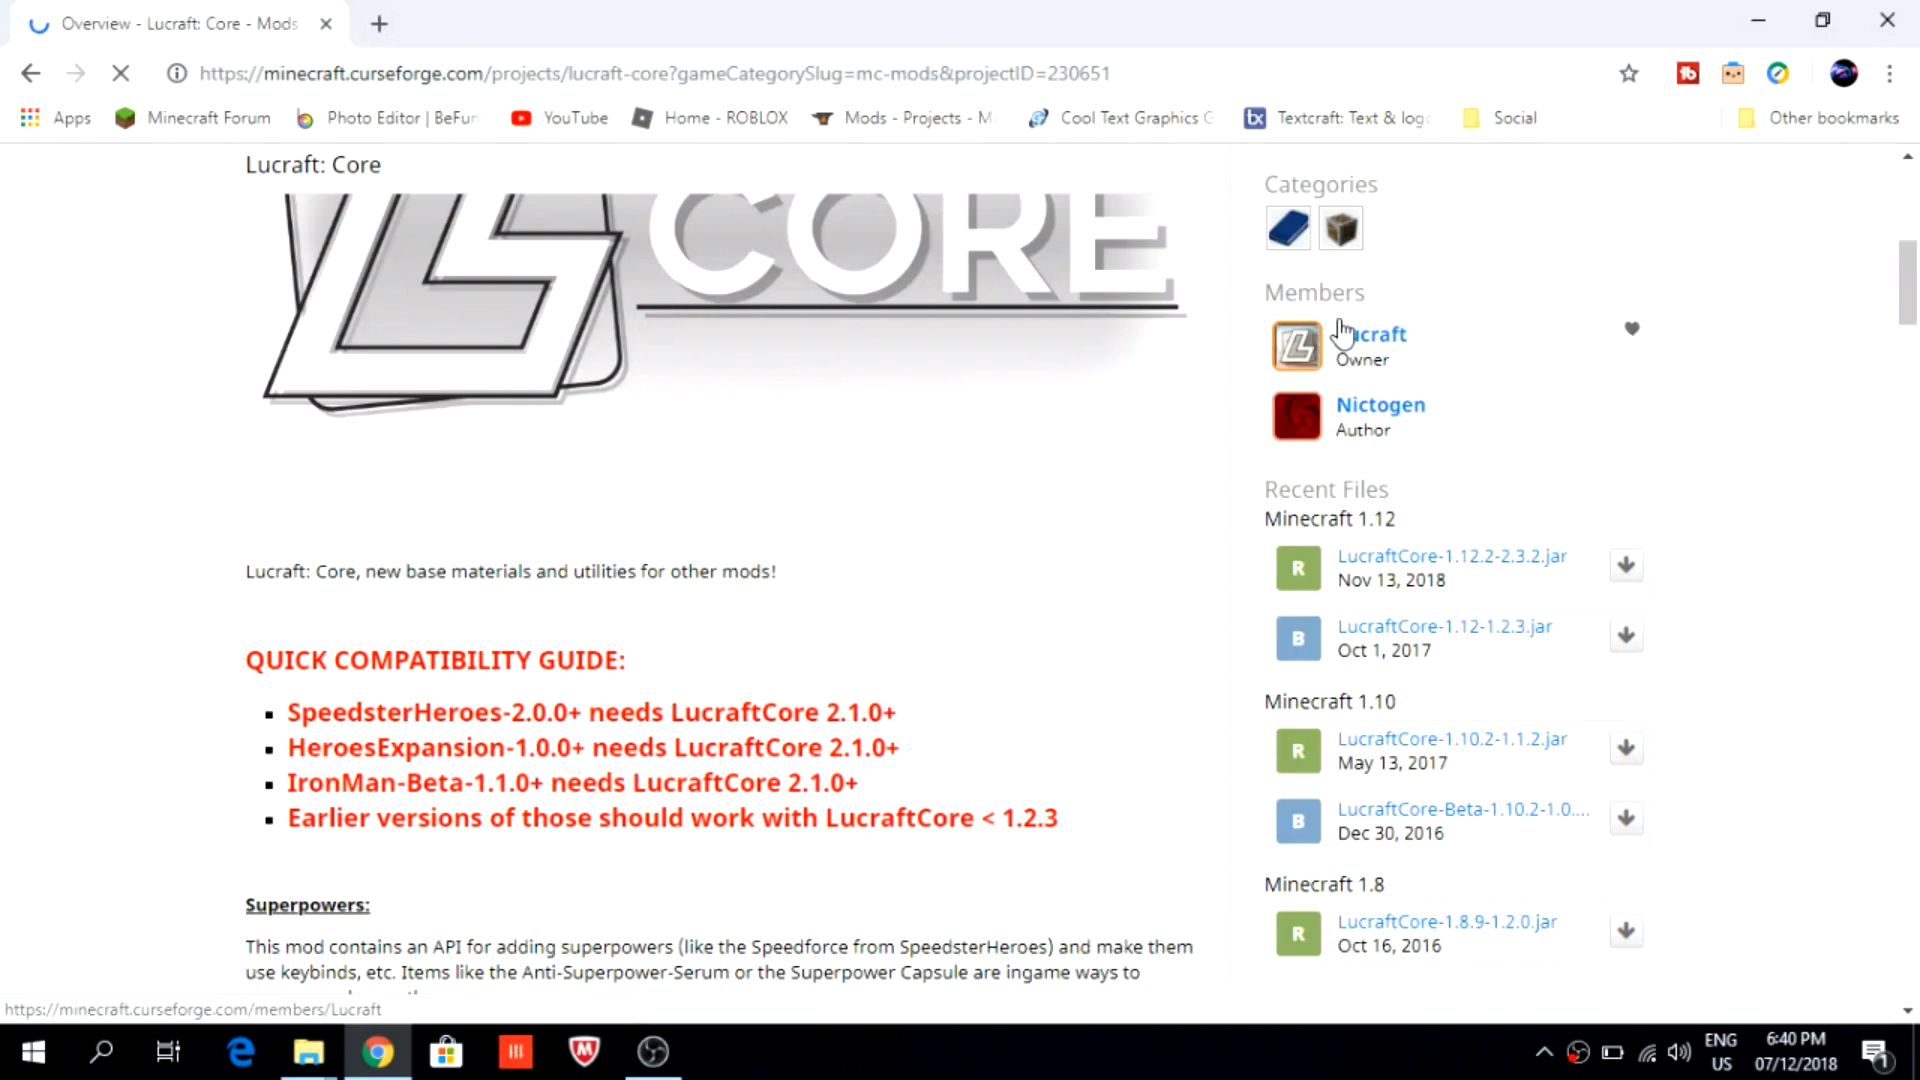 Overview - Lucraft: Core - Mods
https://minecraft.curseforge.com/projects/lucraft-core?gameCategorySlug=mc-mods&projectID=230651
Apps
Minecraft Forum
Photo Editor | BeFun
YouTube
Home - ROBLOX
Mods - Projects - M
Cool Text Graphics G
tx
Textcraft: Text & logo
Social
Other bookmarks
Lucraft: Core
CORE
Lucraft: Core, new base materials and utilities for other mods!
QUICK COMPATIBILITY GUIDE:
SpeedsterHeroes-2.0.0+ needs LucraftCore 2.1.0+
HeroesExpansion-1.0.0+ needs LucraftCore 2.1.0+
IronMan-Beta-1.1.0+ needs LucraftCore 2.1.0+
Earlier versions of those should work with LucraftCore < 1.2.3
Superpowers:
This mod contains an API for adding superpowers (like the Speedforce from SpeedsterHeroes) and make them
use keybinds, etc. Items like the Anti-Superpower-Serum or the Superpower Capsule are ingame ways to
Categories
Members
Lucraft
Owner
Nictogen
Author
Recent Files
Minecraft 1.12
R
LucraftCore-1.12.2-2.3.2.jar
Nov 13, 2018
B
LucraftCore-1.12-1.2.3.jar
Oct 1, 2017
Minecraft 1.10
R
LucraftCore-1.10.2-1.1.2.jar
May 13, 2017
B
LucraftCore-Beta-1.10.2-1.0....
Dec 30, 2016
Minecraft 1.8
R
LucraftCore-1.8.9-1.2.0.jar
Oct 16, 2016
https://minecraft.curseforge.com/members/Lucraft
ENG
US
6:40 PM
07/12/2018
1